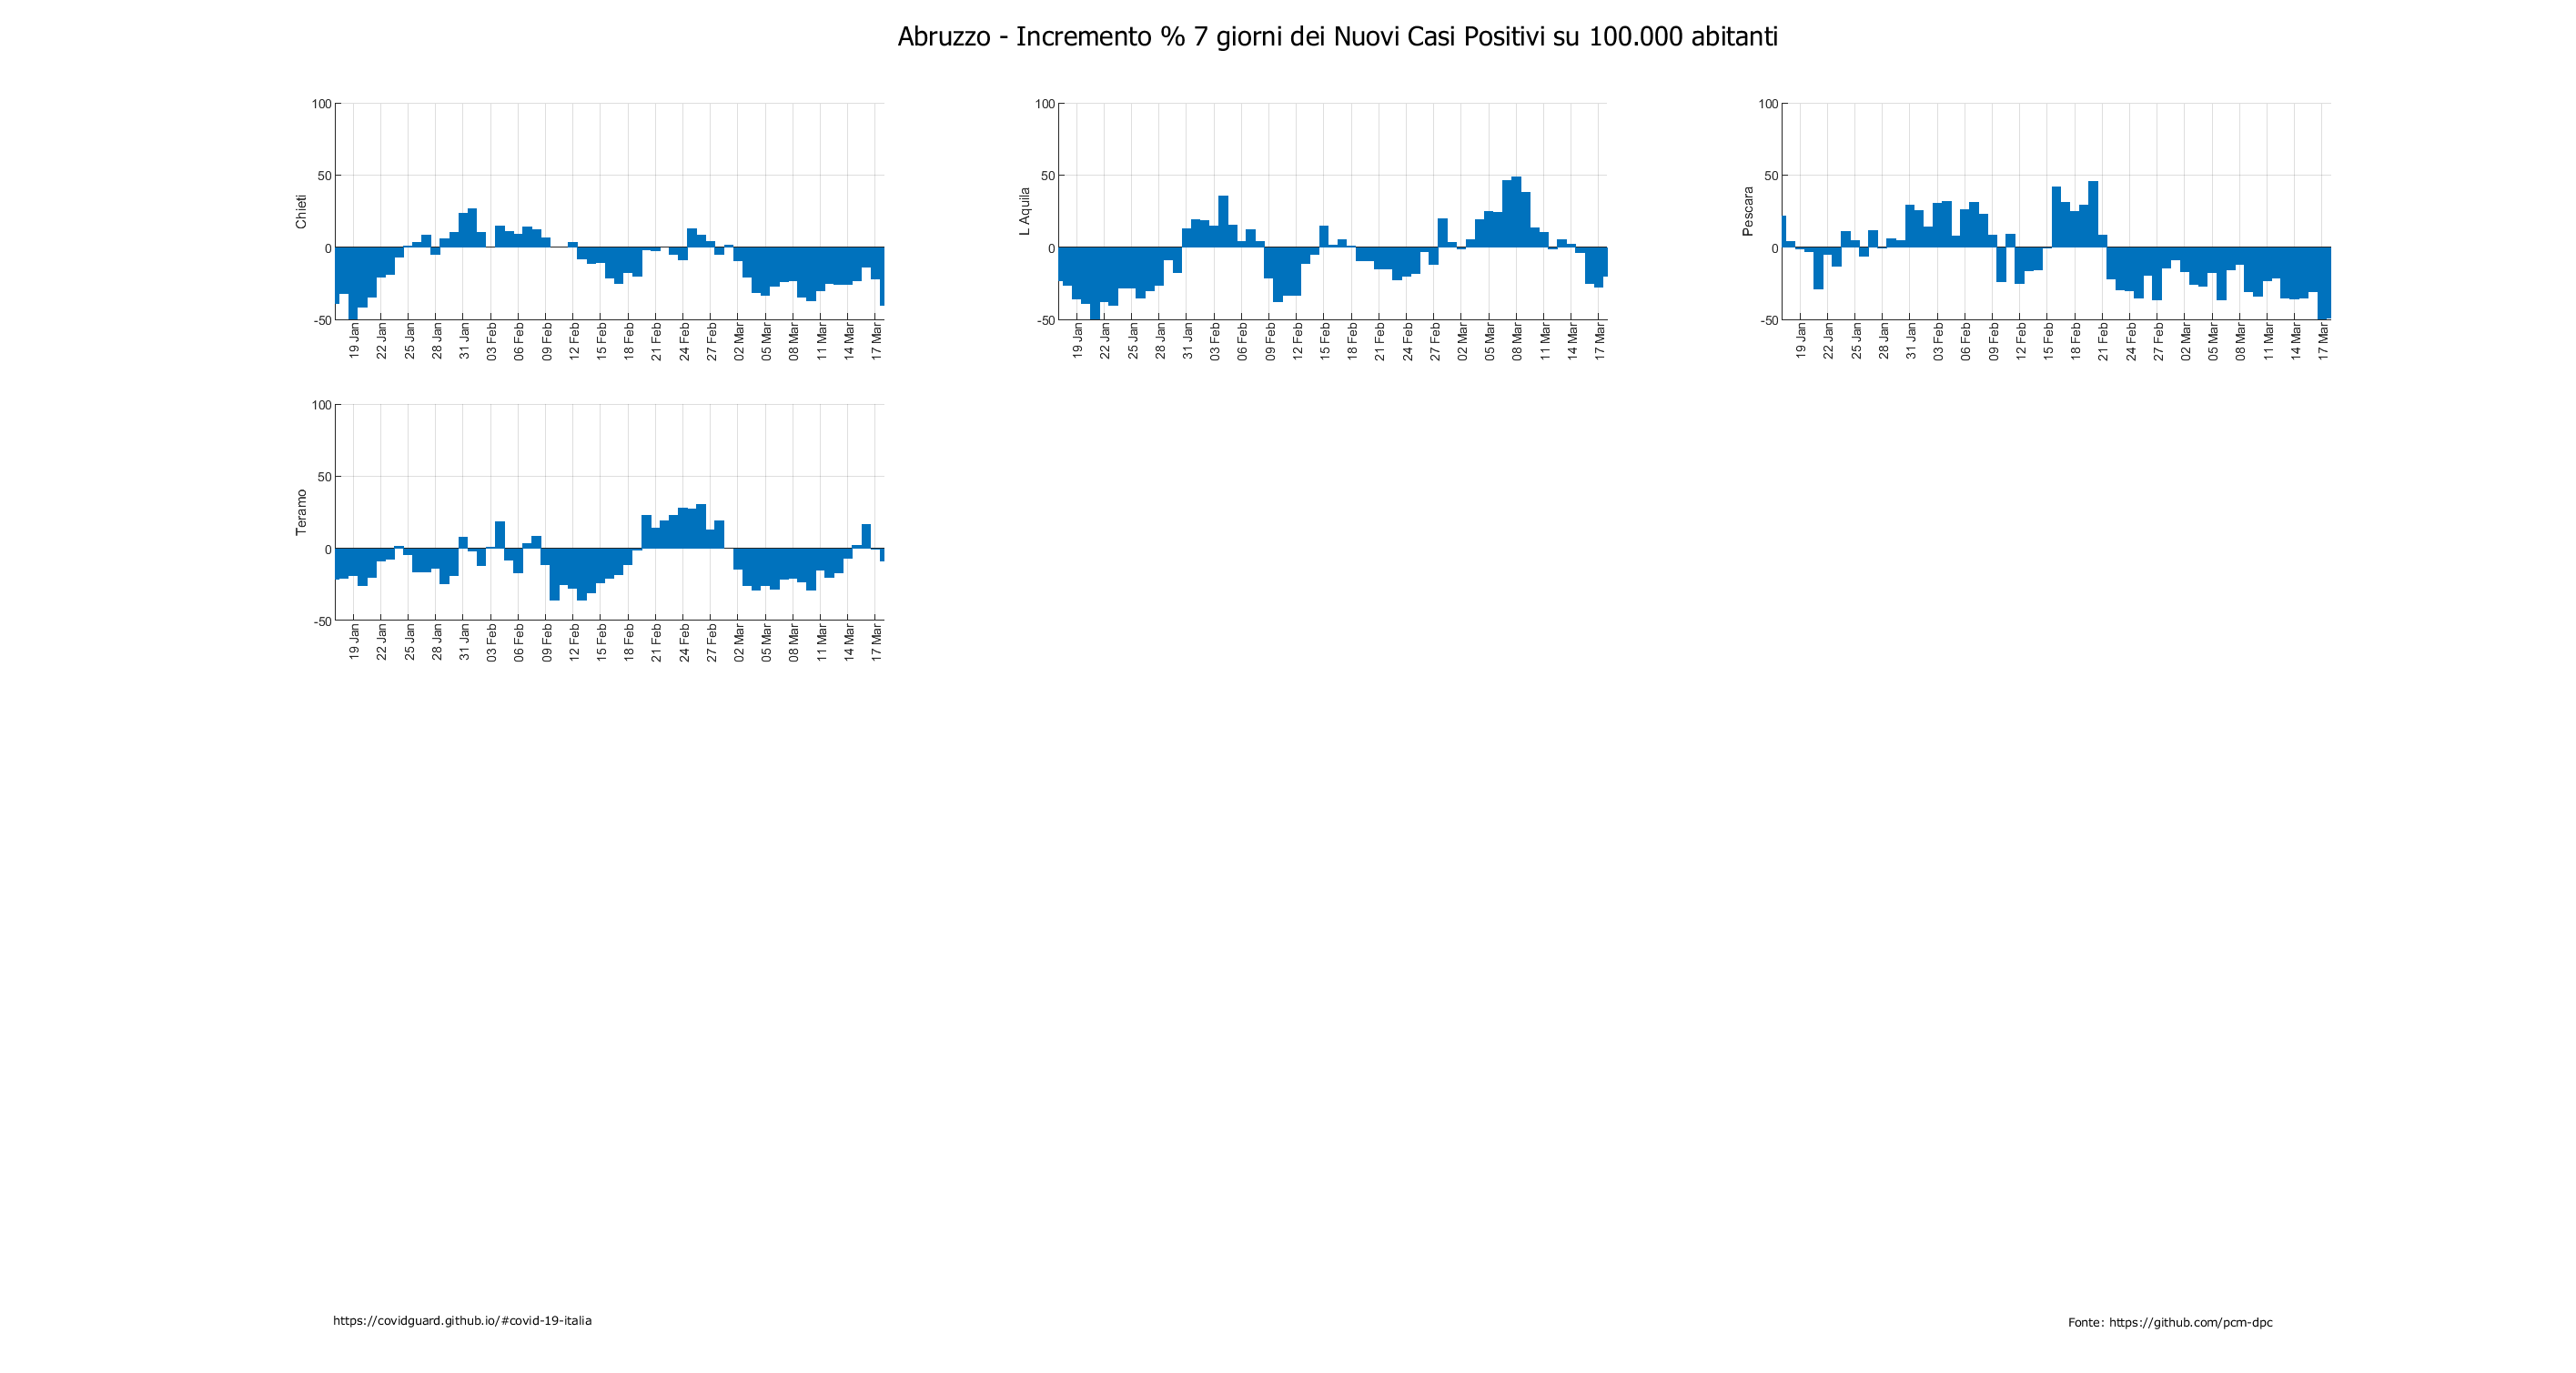 Abruzzo - Incremento % 7 giorni dei Nuovi Casi Positivi su 100.000 abitanti
Chieti
100
50
0
-50
19 Jan 22 Jan 25 Jan 28 Jan 31 Jan 03 Feb 06 Feb 09 Feb 12 Feb 15 Feb 18 Feb 21 Feb 24 Feb 27 Feb 02 Mar 05 Mar 08 Mar 11 Mar 14 Mar 17 Mar
L Aquila
100
50
0
-50
19 Jan 22 Jan 25 Jan 28 Jan 31 Jan 03 Feb 06 Feb 09 Feb 12 Feb 15 Feb 18 Feb 21 Feb 24 Feb 27 Feb 02 Mar 05 Mar 08 Mar 11 Mar 14 Mar 17 Mar
Pescara
100
50
0
-50
19 Jan 22 Jan 25 Jan 28 Jan 31 Jan 03 Feb 06 Feb 09 Feb 12 Feb 15 Feb 18 Feb 21 Feb 24 Feb 27 Feb 02 Mar 05 Mar 08 Mar 11 Mar 14 Mar 17 Mar
Teramo
100
50
0
-50
19 Jan 22 Jan 25 Jan 28 Jan 31 Jan 03 Feb 06 Feb 09 Feb 12 Feb 15 Feb 18 Feb 21 Feb 24 Feb 27 Feb 02 Mar 05 Mar 08 Mar 11 Mar 14 Mar 17 Mar
https://covidguard.github.io/#covid-19-italia
Fonte: https://github.com/pcm-dpc